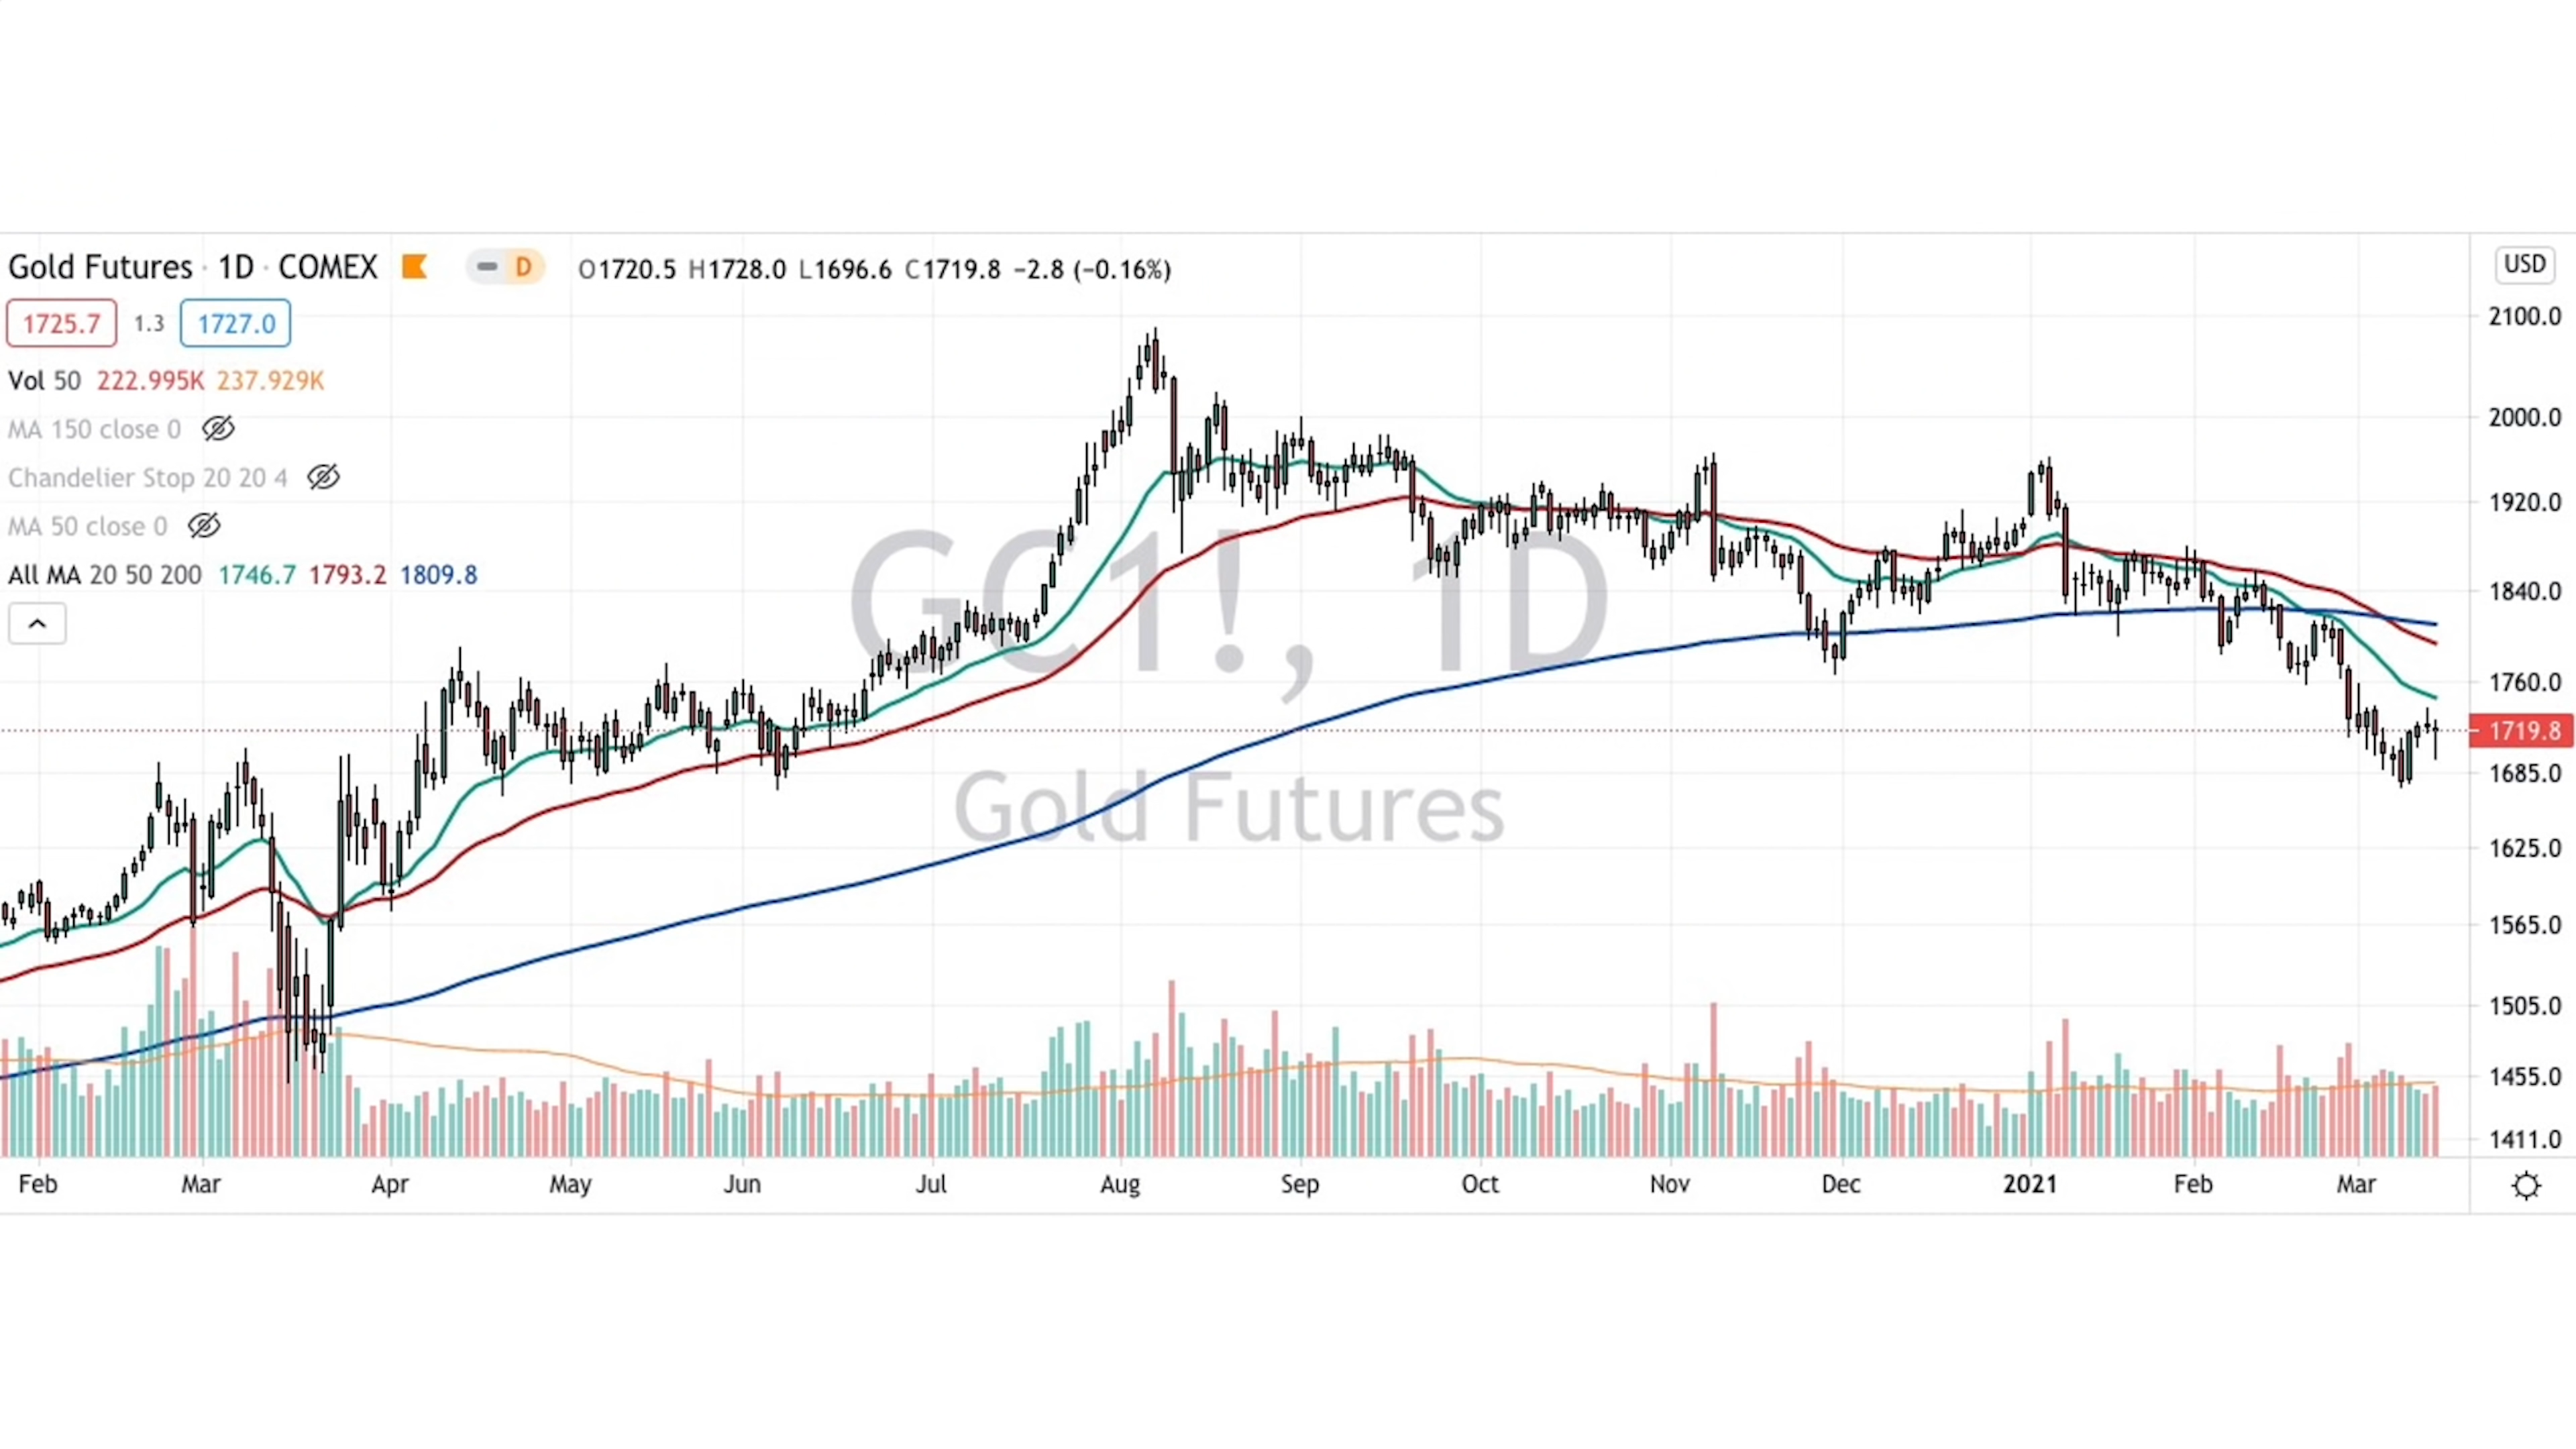 Gold Futures · 1D · COMEX D O1720.5 H1728.0 L1696.6 C1719.8 −2.8 (−0.16%)
USD
1725.7 1.3 1727.0
Vol 50 222.995K 237.929K
MA 150 close 0
Chandelier Stop 20 20 4
MA 50 close 0
All MA 20 50 200 1746.7 1793.2 1809.8
GC1!, 1D
Gold Futures
2100.0
2000.0
1920.0
1840.0
1760.0
1719.8
1685.0
1625.0
1565.0
1505.0
1455.0
1411.0
Feb Mar Apr May Jun Jul Aug Sep Oct Nov Dec 2021 Feb Mar